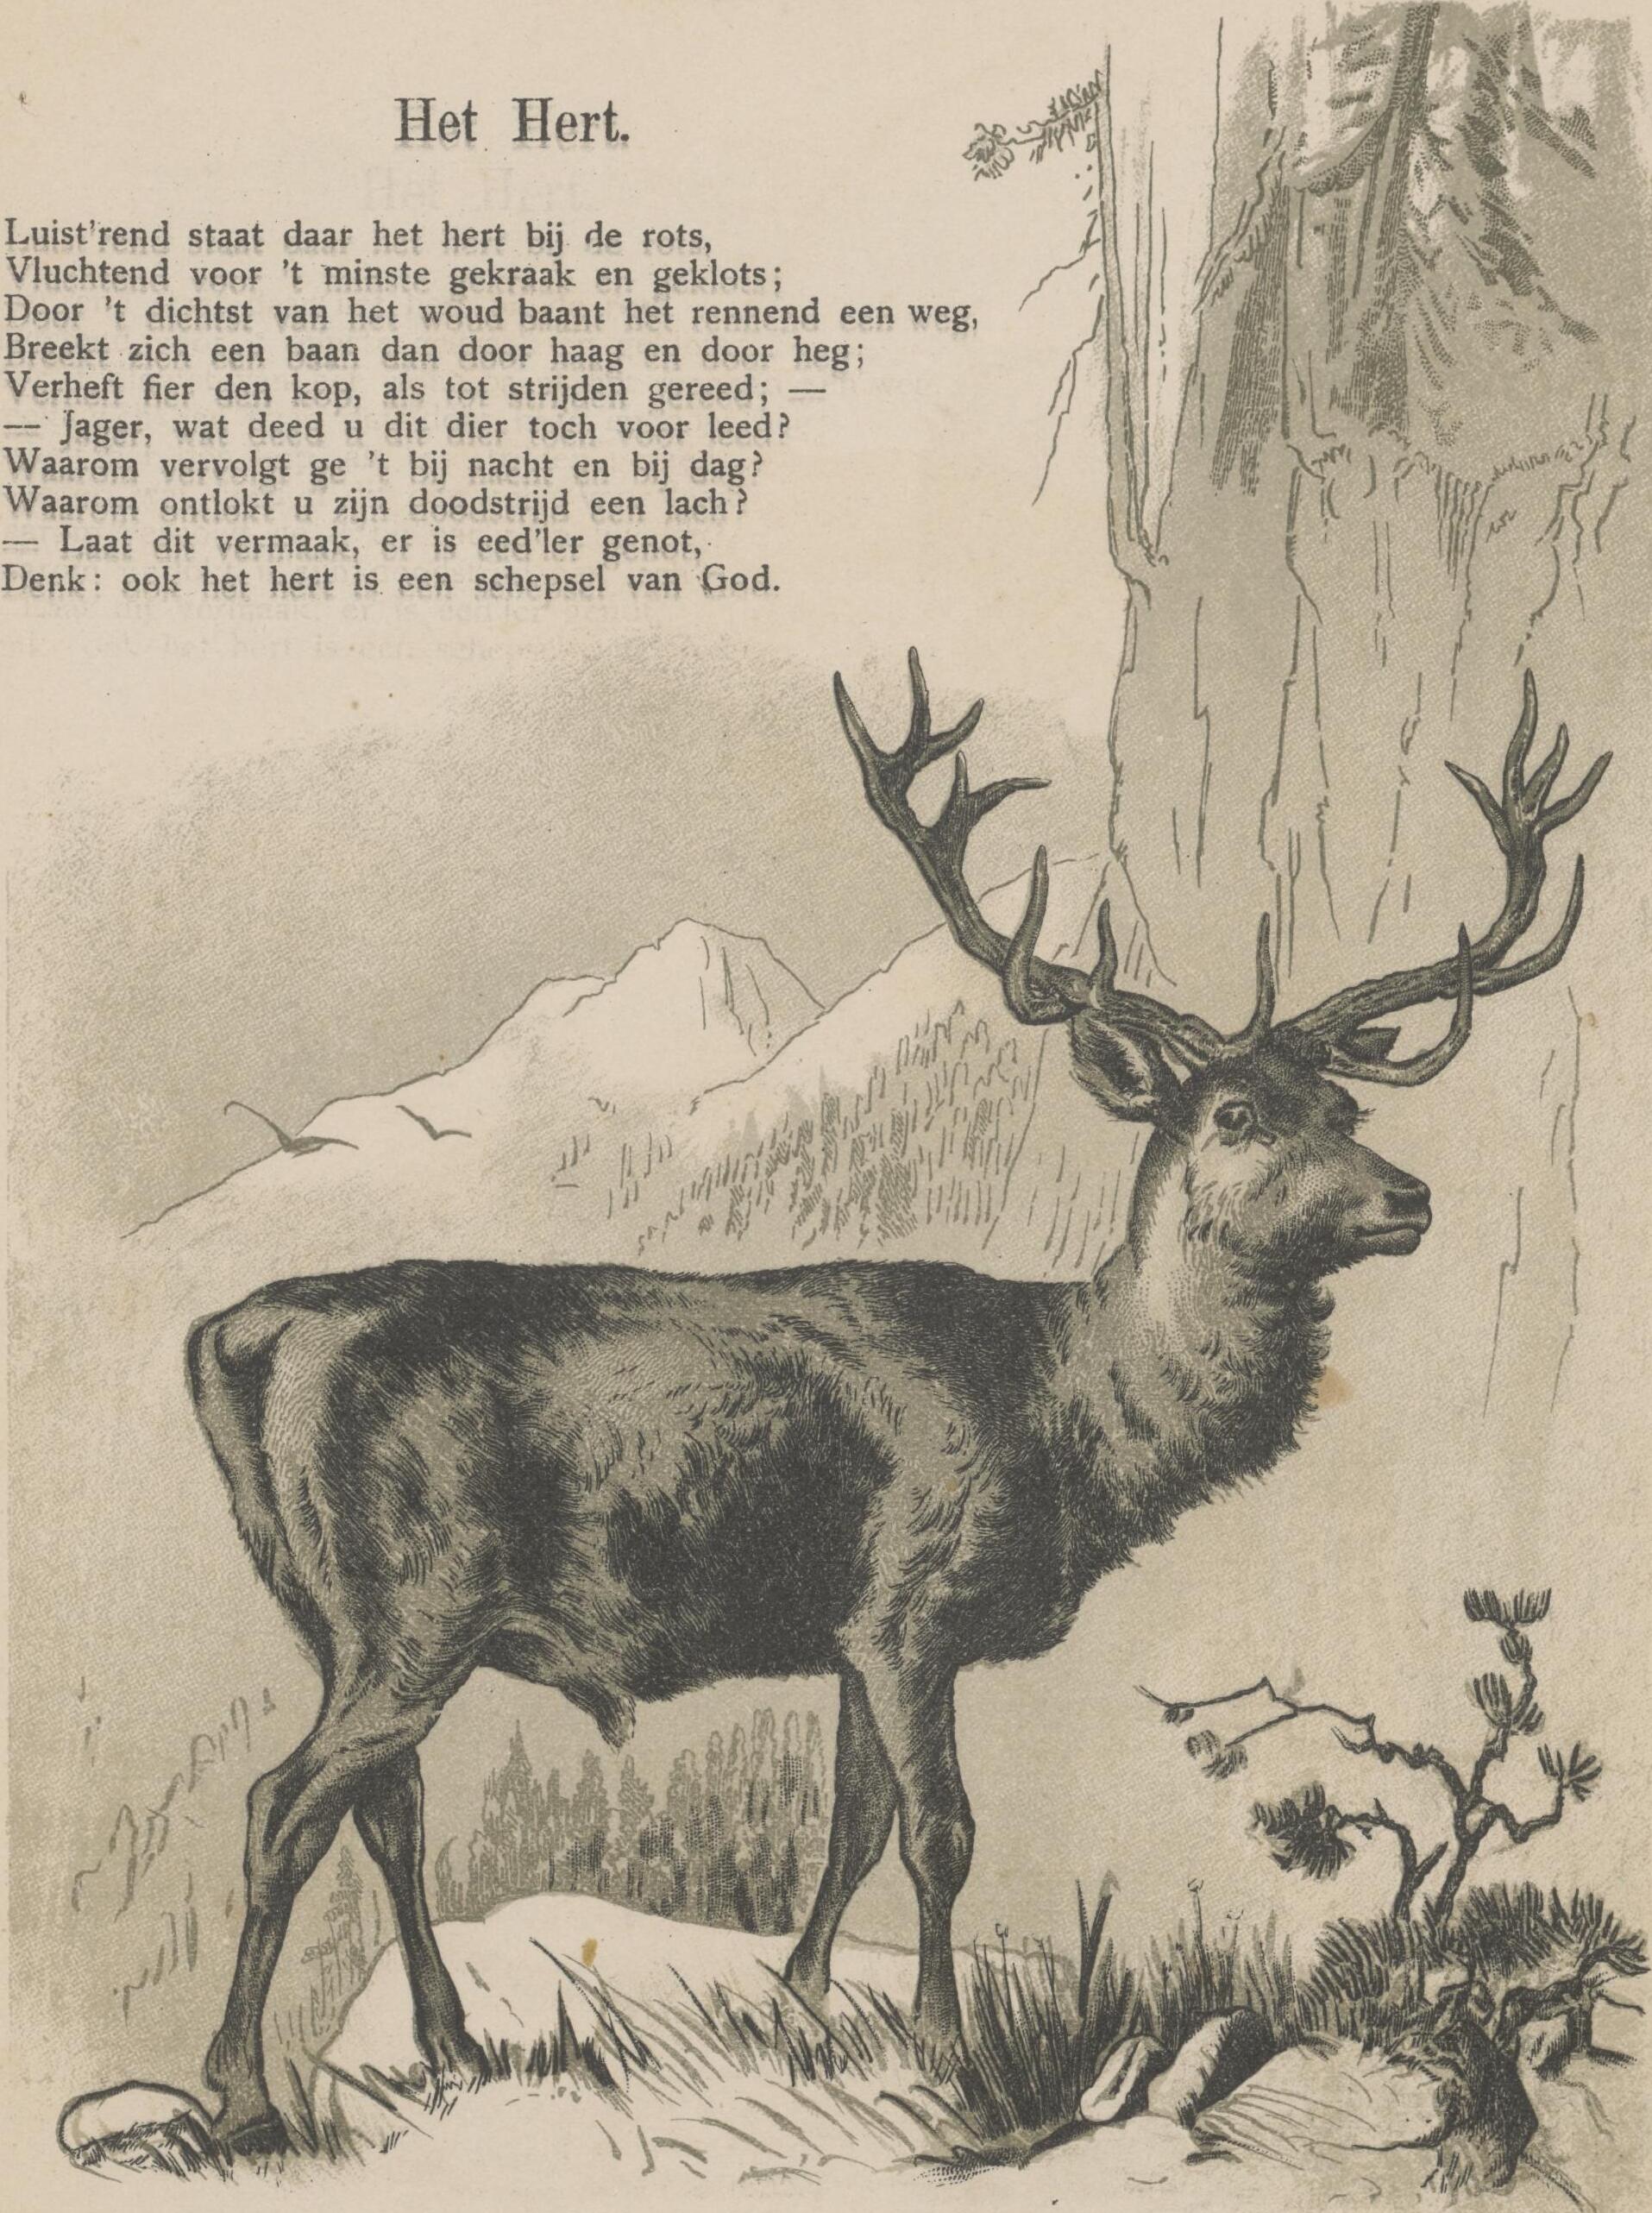 Het Hert.
Luist'rend staat daar het hert bij de rots,
Vluchtend voor 't minste gekraak en geklots;
Door 't dichtst van het woud baant het rennend een weg,
Breekt zich een baan dan door haag en door heg;
Verheft fier den kop, als tot strijden gereed; —
— Jager, wat deed u dit dier toch voor leed?
Waarom vervolgt ge 't bij nacht en bij dag?
Waarom ontlokt u zijn doodstrijd een lach?
— Laat dit vermaak, er is eed'ler genot,
Denk: ook het hert is een schepsel van God.